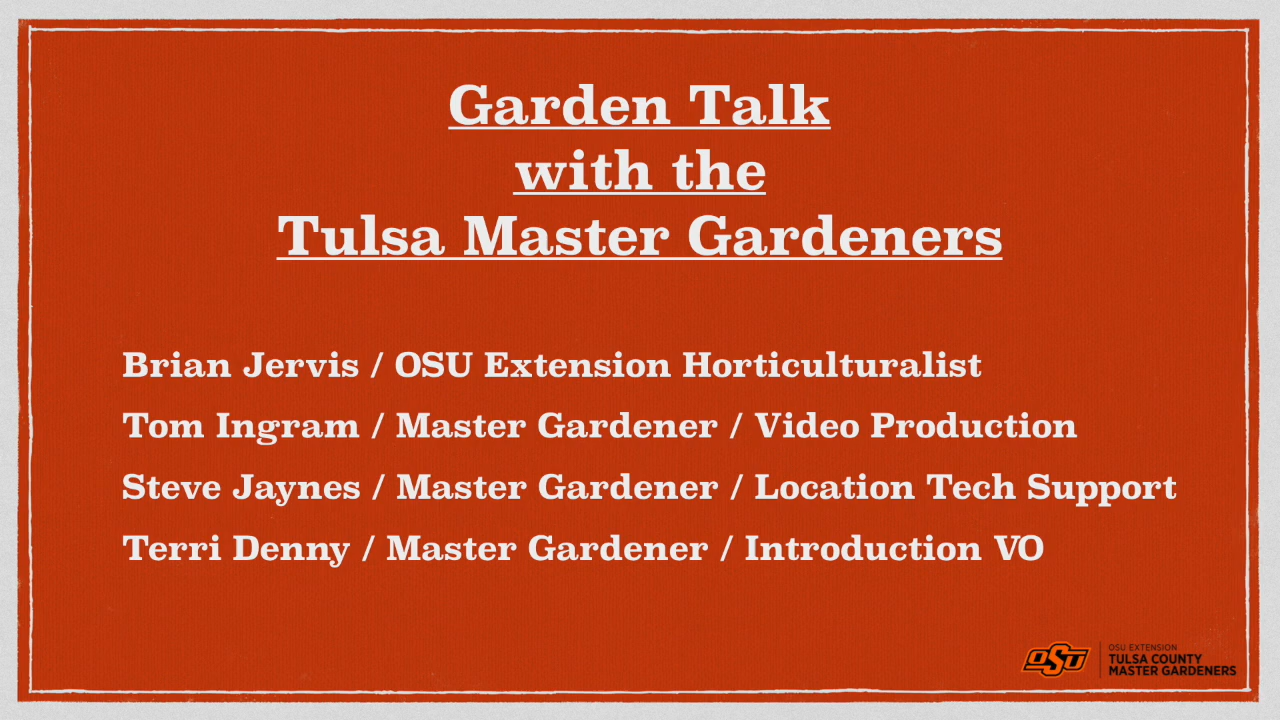 Garden Talk
with the
Tulsa Master Gardeners
Brian Jervis / OSU Extension Horticulturalist
Tom Ingram / Master Gardener / Video Production
Steve Jaynes / Master Gardener / Location Tech Support
Terri Denny / Master Gardener / Introduction VO
OSU
OSU EXTENSION
TULSA COUNTY
MASTER GARDENERS